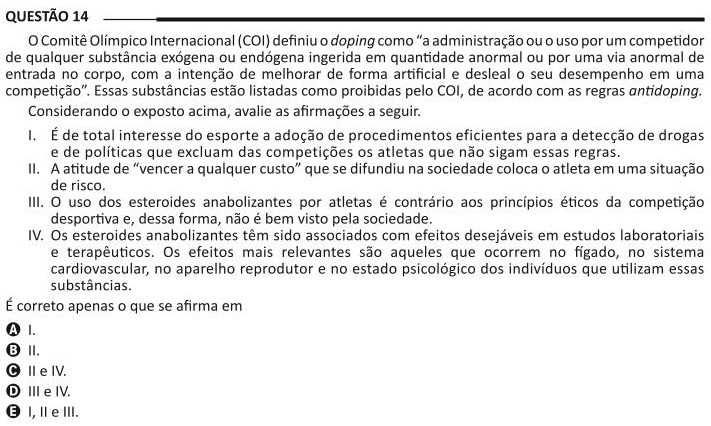 QUESTÃO 14
O Comitê Olímpico Internacional (COI) definiu o doping como “a administração ou o uso por um competidor
de qualquer substância exógena ou endógena ingerida em quantidade anormal ou por uma via anormal de
entrada no corpo, com a intenção de melhorar de forma artificial e desleal o seu desempenho em uma
competição”. Essas substâncias estão listadas como proibidas pelo COI, de acordo com as regras antidoping.
Considerando o exposto acima, avalie as afirmações a seguir.
I. É de total interesse do esporte a adoção de procedimentos eficientes para a detecção de drogas
e de políticas que excluam das competições os atletas que não sigam essas regras.
II. A atitude de “vencer a qualquer custo” que se difundiu na sociedade coloca o atleta em uma situação
de risco.
III. O uso dos esteroides anabolizantes por atletas é contrário aos princípios éticos da competição
desportiva e, dessa forma, não é bem visto pela sociedade.
IV. Os esteroides anabolizantes têm sido associados com efeitos desejáveis em estudos laboratoriais
e terapêuticos. Os efeitos mais relevantes são aqueles que ocorrem no fígado, no sistema
cardiovascular, no aparelho reprodutor e no estado psicológico dos indivíduos que utilizam essas
substâncias.
É correto apenas o que se afirma em
A I.
B II.
C II e IV.
D III e IV.
E I, II e III.